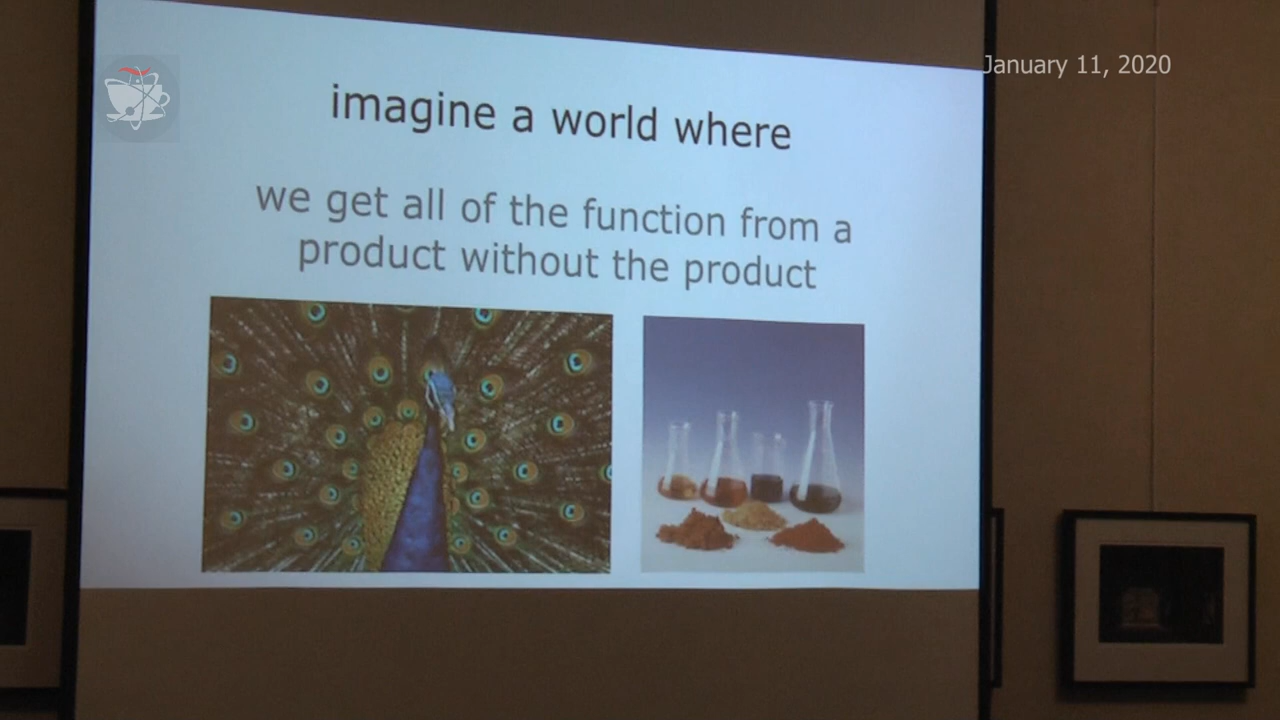 January 11, 2020
imagine a world where
we get all of the function from a
product without the product